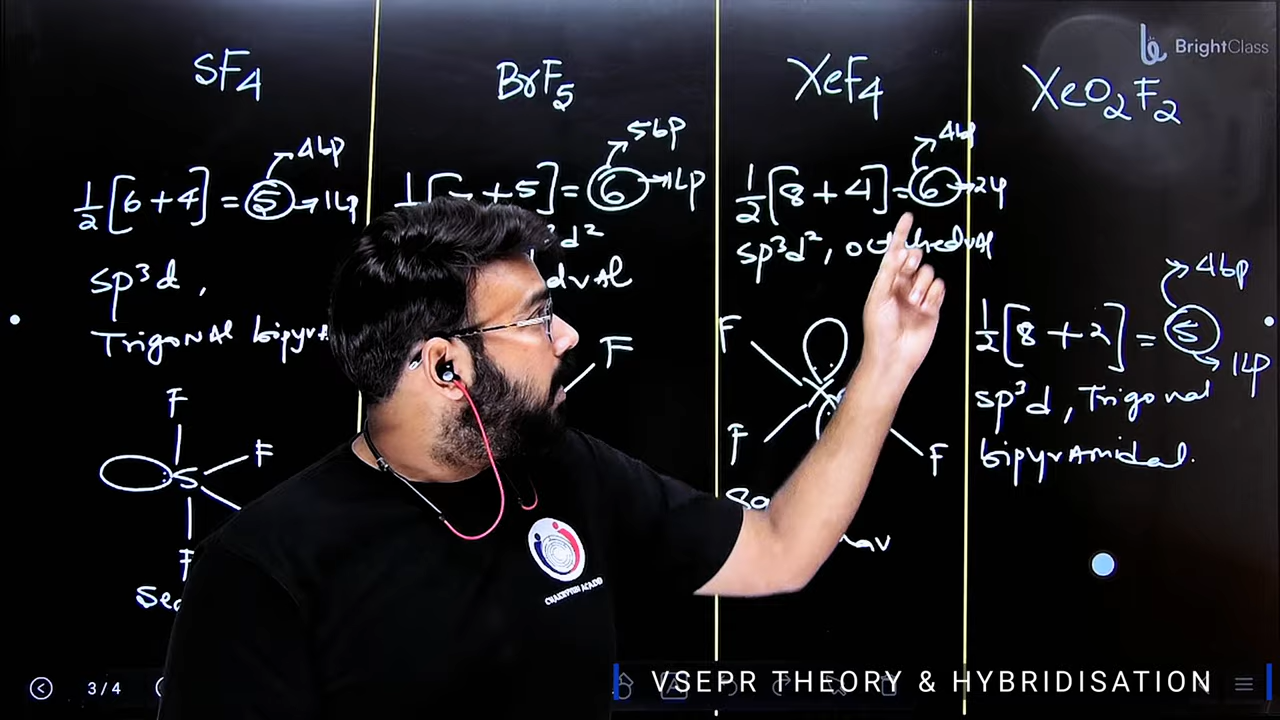 BrightClass
SF4
1/2[6+4] = 5 → 4bp
→ 1Lp
sp³d,
Trigonal
F
F
S
F
BrF5
+5] = 6 → 5bp
→ 1Lp
d²
F
XeF4
1/2[8+4] = 6 → 4bp
sp³d²,
F
F
F
XeO2F2
1/2[8+2] = 5 → 4bp
→ 1Lp
sp³d, Trigonal
bipyramidal.
3/4
VSEPR THEORY & HYBRIDISATION